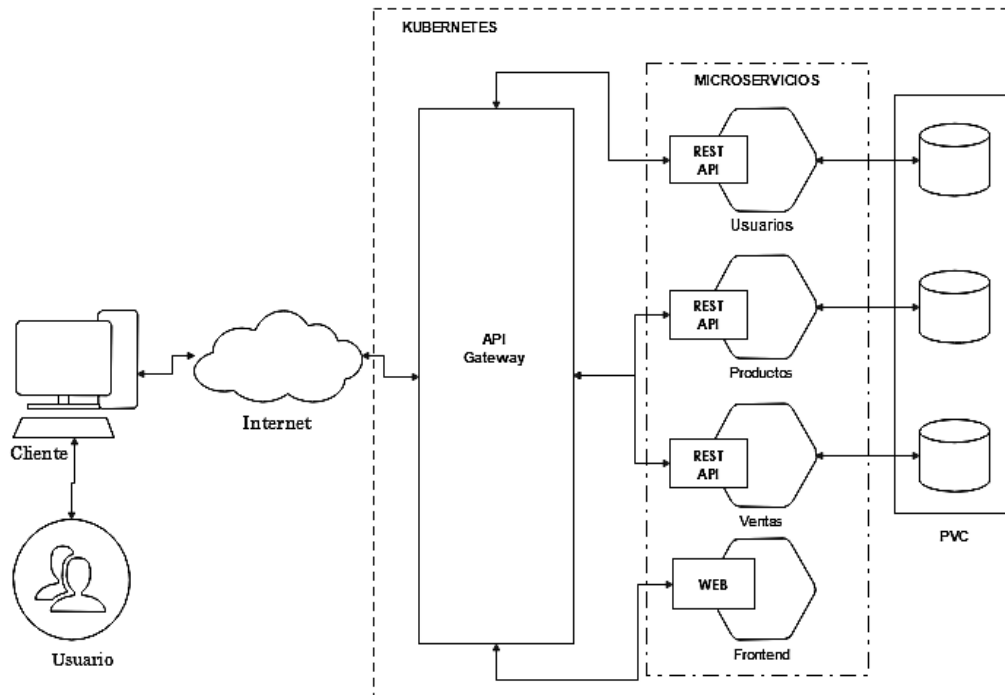 KUBERNETES
MICROSERVICIOS
REST
API
Usuarios
REST
API
Productos
API
Gateway
Internet
Cliente
REST
API
Ventas
PVC
WEB
Frontend
Usuario